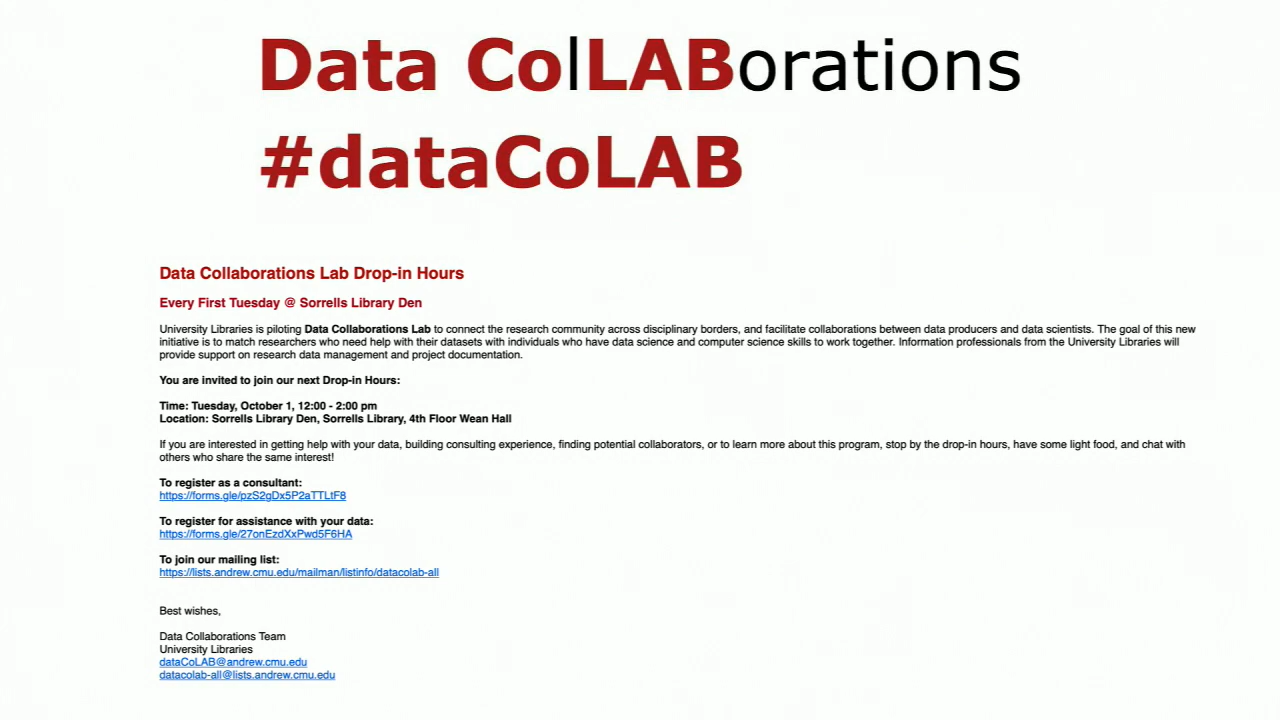 Data ColLABorations
#dataCoLAB
Data Collaborations Lab Drop-in Hours
Every First Tuesday @ Sorrells Library Den
University Libraries is piloting Data Collaborations Lab to connect the research community across disciplinary borders, and facilitate collaborations between data producers and data scientists. The goal of this new
initiative is to match researchers who need help with their datasets with individuals who have data science and computer science skills to work together. Information professionals from the University Libraries will
provide support on research data management and project documentation.
You are invited to join our next Drop-in Hours:
Time: Tuesday, October 1, 12:00 - 2:00 pm
Location: Sorrells Library Den, Sorrells Library, 4th Floor Wean Hall
If you are interested in getting help with your data, building consulting experience, finding potential collaborators, or to learn more about this program, stop by the drop-in hours, have some light food, and chat with
others who share the same interest!
To register as a consultant:
https://forms.gle/pzS2gDx5P2aTTLtF8
To register for assistance with your data:
https://forms.gle/27onEzdXxPwd5F6HA
To join our mailing list:
https://lists.andrew.cmu.edu/mailman/listinfo/datacolab-all
Best wishes,
Data Collaborations Team
University Libraries
dataCoLAB@andrew.cmu.edu
datacolab-all@lists.andrew.cmu.edu